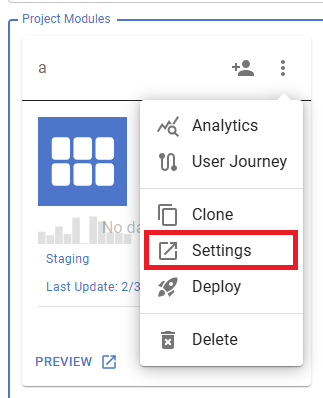 Project Modules
a
Analytics
User Journey
Clone
Settings
Deploy
Delete
No da
Staging
Last Update: 2/3
PREVIEW